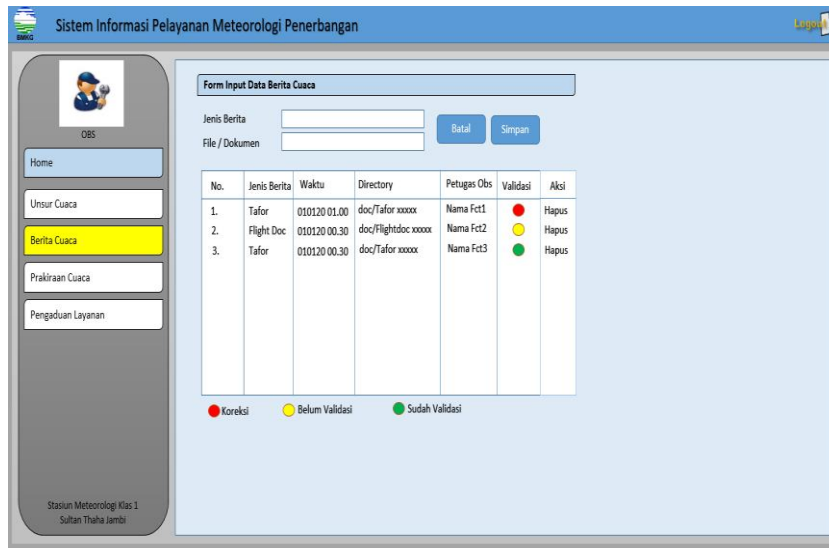 BMKG
Sistem Informasi Pelayanan Meteorologi Penerbangan
Logout
OBS
Home
Unsur Cuaca
Berita Cuaca
Prakiraan Cuaca
Pengaduan Layanan
Stasiun Meteorologi Klas 1
Sultan Thaha Jambi
Form Input Data Berita Cuaca
Jenis Berita
File / Dokumen
Batal
Simpan
No. Jenis Berita Waktu Directory Petugas Obs Validasi Aksi
1. Tafor 010120 01.00 doc/Tafor xxxxx Nama Fct1 Hapus
2. Flight Doc 010120 00.30 doc/Flightdoc xxxxx Nama Fct2 Hapus
3. Tafor 010120 00.30 doc/Tafor xxxxx Nama Fct3 Hapus
Koreksi Belum Validasi Sudah Validasi